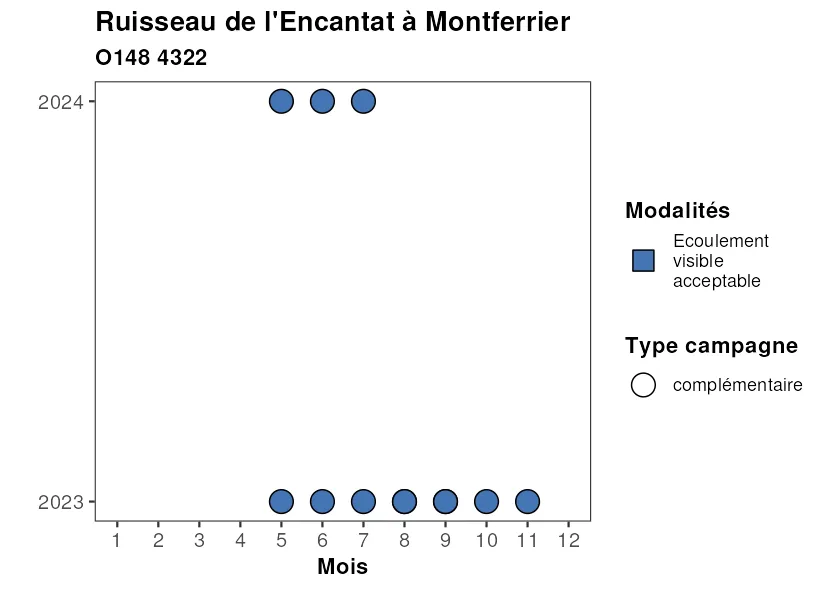 Ruisseau de l'Encantat à Montferrier
O148 4322
2024
2023
1 2 3 4 5 6 7 8 9 10 11 12
Mois
Modalités
Ecoulement
visible
acceptable
Type campagne
complémentaire